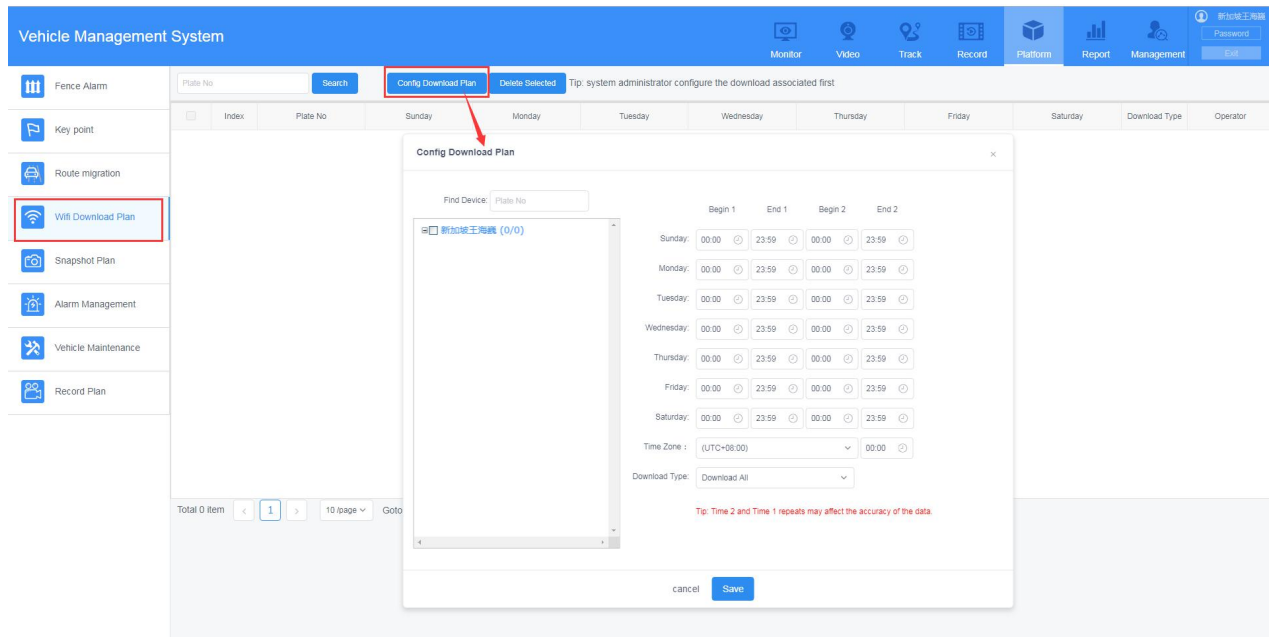 Vehicle Management System
Monitor
Video
Track
Record
Platform
Report
Management
新加坡王海巍
Password
Exit
Fence Alarm
Key point
Route migration
Wifi Download Plan
Snapshot Plan
Alarm Management
Vehicle Maintenance
Record Plan
Plate No
Search
Config Download Plan
Delete Selected
Tip: system administrator configure the download associated first
Index Plate No Sunday Monday Tuesday Wednesday Thursday Friday Saturday Download Type Operator
Config Download Plan ×
Find Device: Plate No
新加坡王海巍 (0/0)
Begin 1 End 1 Begin 2 End 2
Sunday: 00:00 23:59 00:00 23:59
Monday: 00:00 23:59 00:00 23:59
Tuesday: 00:00 23:59 00:00 23:59
Wednesday: 00:00 23:59 00:00 23:59
Thursday: 00:00 23:59 00:00 23:59
Friday: 00:00 23:59 00:00 23:59
Saturday: 00:00 23:59 00:00 23:59
Time Zone： (UTC+08:00) 00:00
Download Type: Download All
Tip: Time 2 and Time 1 repeats may affect the accuracy of the data.
cancel Save
Total 0 item < 1 > 10 /page Goto